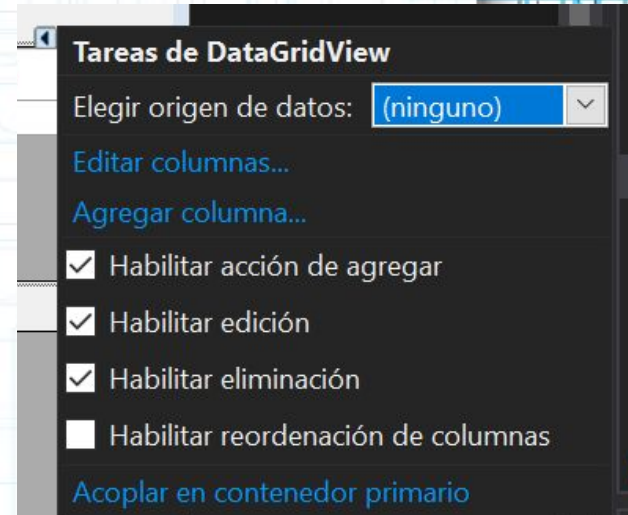 Tareas de DataGridView
Elegir origen de datos: (ninguno)
Editar columnas...
Agregar columna...
Habilitar acción de agregar
Habilitar edición
Habilitar eliminación
Habilitar reordenación de columnas
Acoplar en contenedor primario